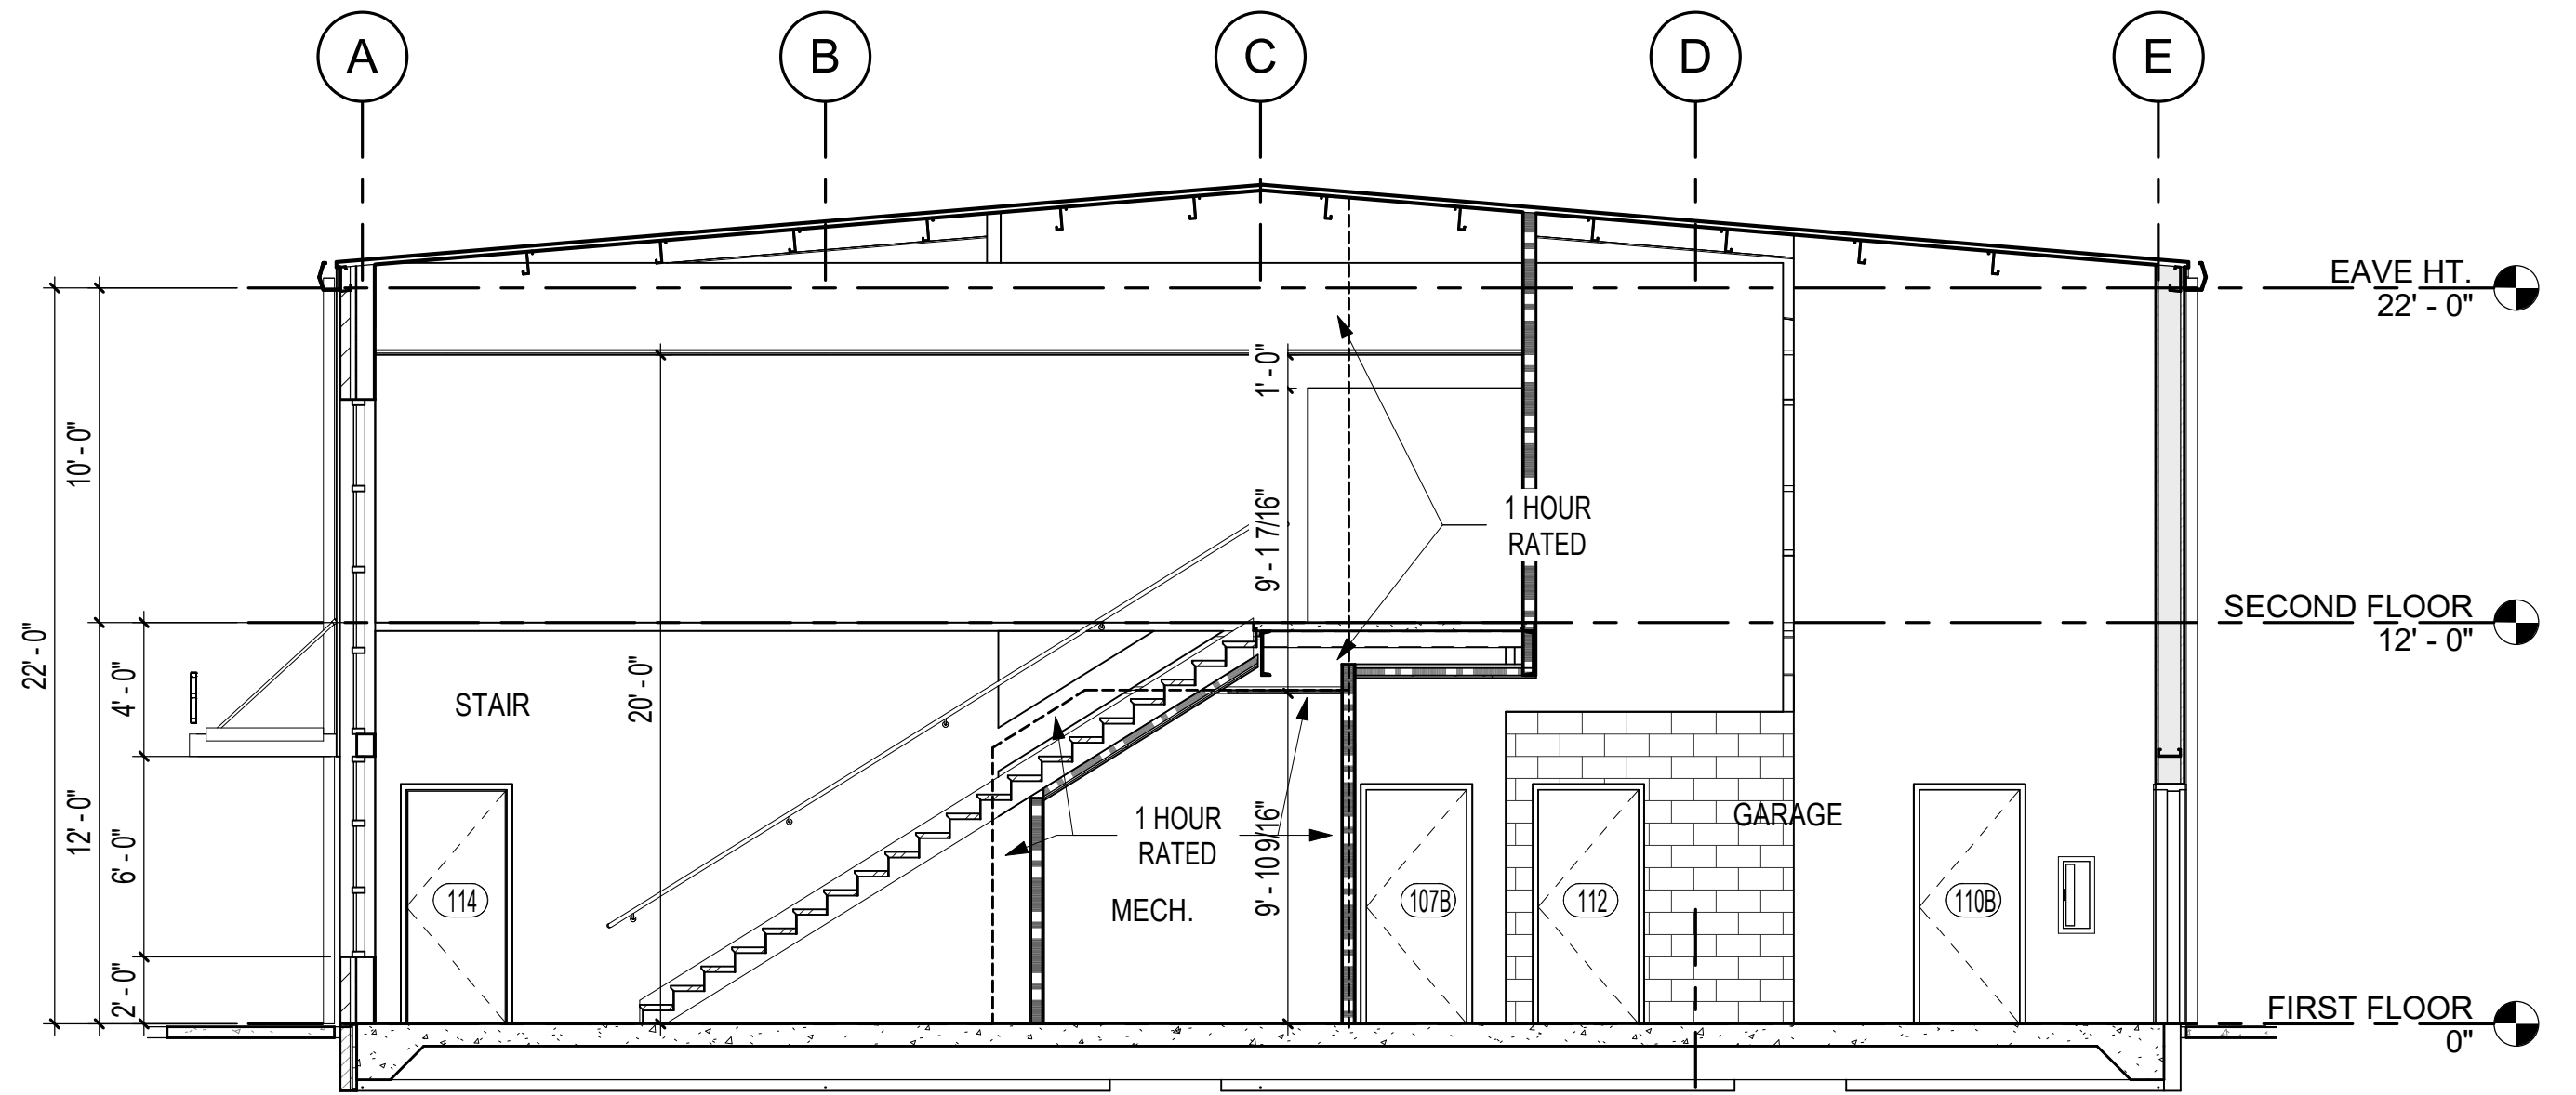 A
B
C
D
E
EAVE HT.
22' - 0"
SECOND FLOOR
12' - 0"
FIRST FLOOR
0"
22' - 0"
10' - 0"
12' - 0"
4' - 0"
6' - 0"
2' - 0"
20' - 0"
1' - 0"
9' - 1 7/16"
9' - 10 9/16"
1 HOUR
RATED
STAIR
1 HOUR
RATED
MECH.
GARAGE
114
107B
112
110B